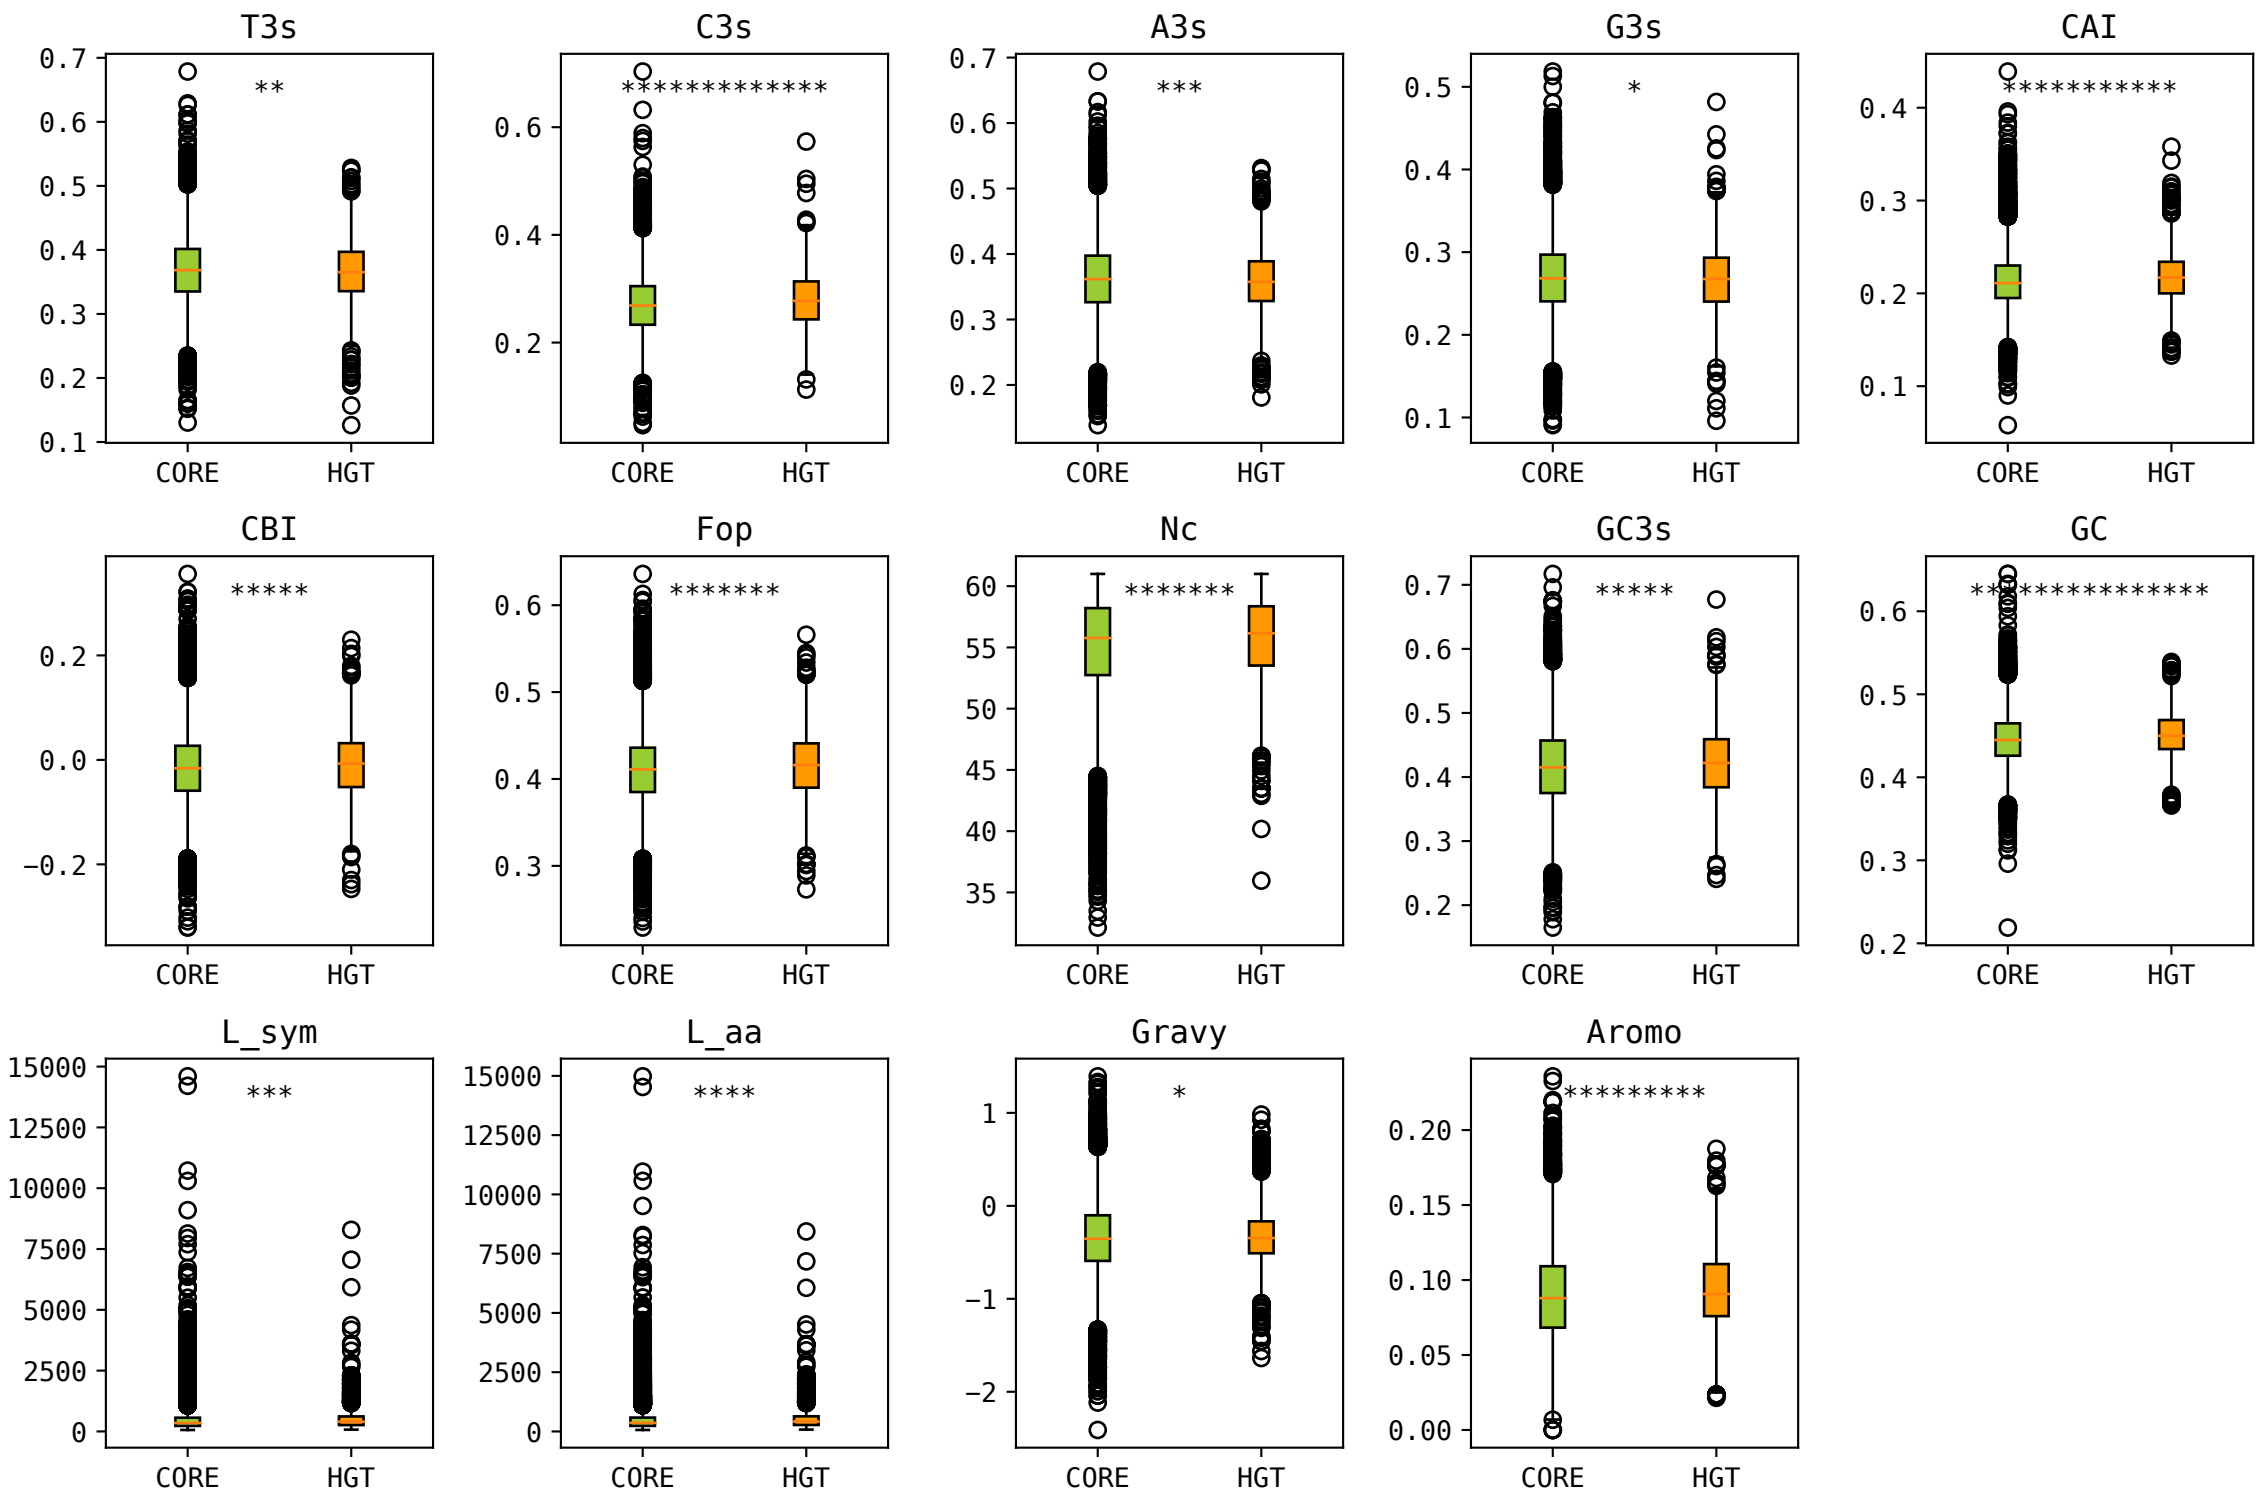 T3s
C3s
A3s
G3s
CAI
0.7
0.6
0.5
0.4
0.3
0.2
0.1
**
CORE
HGT
0.6
0.4
0.2
*************
CORE
HGT
0.7
0.6
0.5
0.4
0.3
0.2
***
CORE
HGT
0.5
0.4
0.3
0.2
0.1
*
CORE
HGT
0.4
0.3
0.2
0.1
***********
CORE
HGT
CBI
Fop
Nc
GC3s
GC
0.2
0.0
−0.2
*****
CORE
HGT
0.6
0.5
0.4
0.3
*******
CORE
HGT
60
55
50
45
40
35
*******
CORE
HGT
0.7
0.6
0.5
0.4
0.3
0.2
*****
CORE
HGT
0.6
0.5
0.4
0.3
0.2
***************
CORE
HGT
L_sym
L_aa
Gravy
Aromo
15000
12500
10000
7500
5000
2500
0
***
CORE
HGT
15000
12500
10000
7500
5000
2500
0
****
CORE
HGT
1
0
−1
−2
*
CORE
HGT
0.20
0.15
0.10
0.05
0.00
*********
CORE
HGT